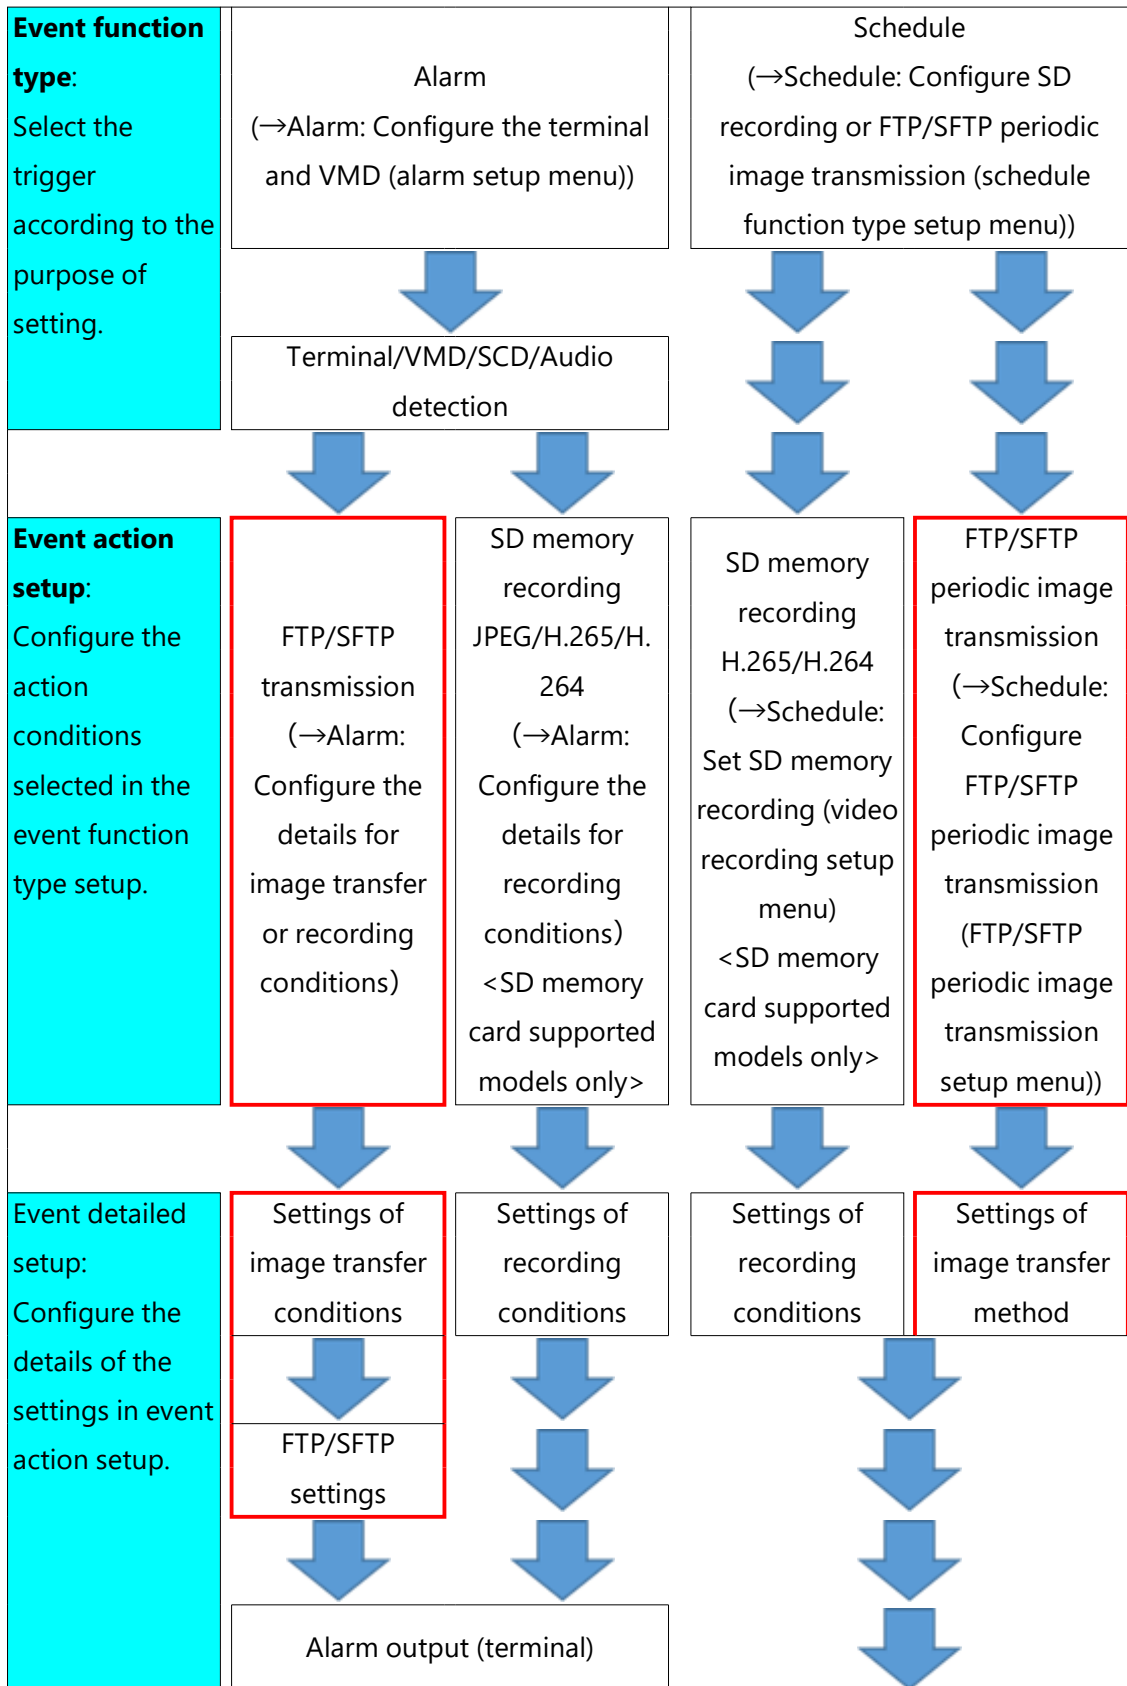 Event function
type:
Select the
trigger
according to the
purpose of
setting.
Alarm
(→Alarm: Configure the terminal
and VMD (alarm setup menu))
Schedule
(→Schedule: Configure SD
recording or FTP/SFTP periodic
image transmission (schedule
function type setup menu))
Terminal/VMD/SCD/Audio
detection
Event action
setup:
Configure the
action
conditions
selected in the
event function
type setup.
FTP/SFTP
transmission
（→Alarm:
Configure the
details for
image transfer
or recording
conditions）
SD memory
recording
JPEG/H.265/H.
264
（→Alarm:
Configure the
details for
recording
conditions）
<SD memory
card supported
models only>
SD memory
recording
H.265/H.264
（→Schedule:
Set SD memory
recording (video
recording setup
menu)
<SD memory
card supported
models only>
FTP/SFTP
periodic image
transmission
（→Schedule:
Configure
FTP/SFTP
periodic image
transmission
(FTP/SFTP
periodic image
transmission
setup menu))
Event detailed
setup:
Configure the
details of the
settings in event
action setup.
Settings of
image transfer
conditions
FTP/SFTP
settings
Settings of
recording
conditions
Settings of
recording
conditions
Settings of
image transfer
method
Alarm output (terminal)